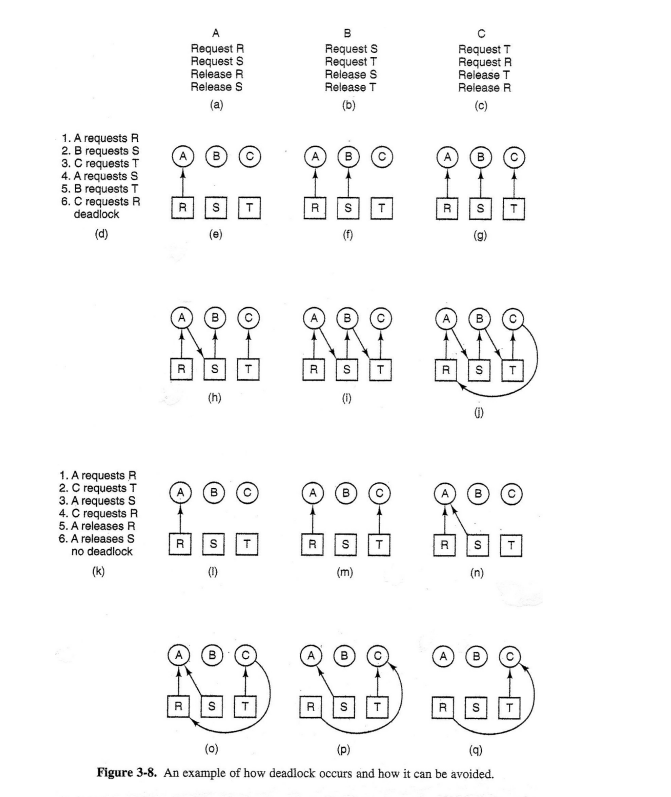 A B C
Request R Request S Request T
Request S Request T Request R
Release R Release S Release T
Release S Release T Release R
(a) (b) (c)
1. A requests R
2. B requests S
3. C requests T
4. A requests S
5. B requests T
6. C requests R
deadlock
(d)
A B C A B C A B C
R S T R S T R S T
(e) (f) (g)
A B C A B C A B C
R S T R S T R S T
(h) (i) (j)
1. A requests R
2. C requests T
3. A requests S
4. C requests R
5. A releases R
6. A releases S
no deadlock
(k)
A B C A B C A B C
R S T R S T R S T
(l) (m) (n)
A B C A B C A B C
R S T R S T R S T
(o) (p) (q)
Figure 3-8. An example of how deadlock occurs and how it can be avoided.